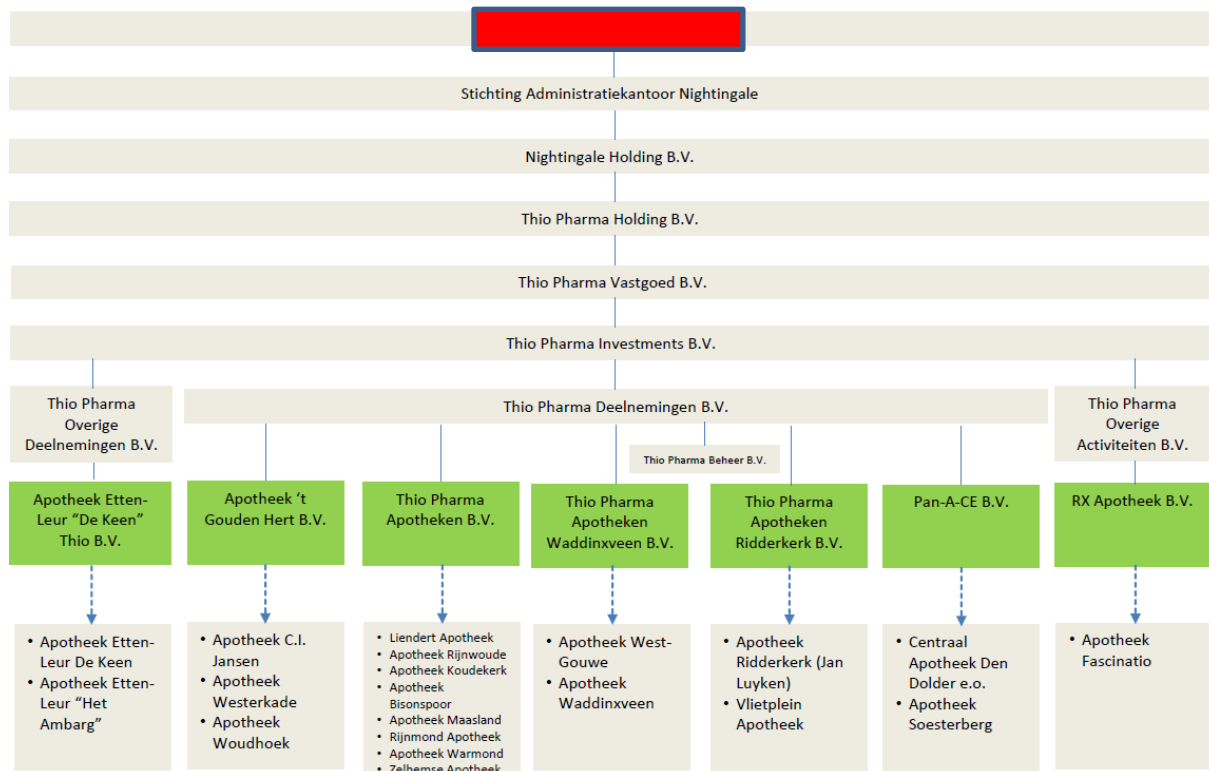 Stichting Administratiekantoor Nightingale
Nightingale Holding B.V.
Thio Pharma Holding B.V.
Thio Pharma Vastgoed B.V.
Thio Pharma Investments B.V.
Thio Pharma
Overige
Deelnemingen B.V.
Thio Pharma Deelnemingen B.V.
Thio Pharma
Overige
Activiteiten B.V.
Thio Pharma Beheer B.V.
Apotheek Etten-
Leur “De Keen”
Thio B.V.
Apotheek ‘t
Gouden Hert B.V.
Thio Pharma
Apotheken B.V.
Thio Pharma
Apotheken
Waddinxveen B.V.
Thio Pharma
Apotheken
Ridderkerk B.V.
Pan-A-CE B.V.
RX Apotheek B.V.
• Apotheek Etten-
Leur De Keen
• Apotheek Etten-
Leur “Het
Ambarg”
• Apotheek C.I.
Jansen
• Apotheek
Westerkade
• Apotheek
Woudhoek
• Liendert Apotheek
• Apotheek Rijnwoude
• Apotheek Koudekerk
• Apotheek
Bisonspoor
• Apotheek Maasland
• Rijnmond Apotheek
• Apotheek Warmond
• Zelhemse Apotheek
• Apotheek West-
Gouwe
• Apotheek
Waddinxveen
• Apotheek
Ridderkerk (Jan
Luyken)
• Vlietplein
Apotheek
• Centraal
Apotheek Den
Dolder e.o.
• Apotheek
Soesterberg
• Apotheek
Fascinatio